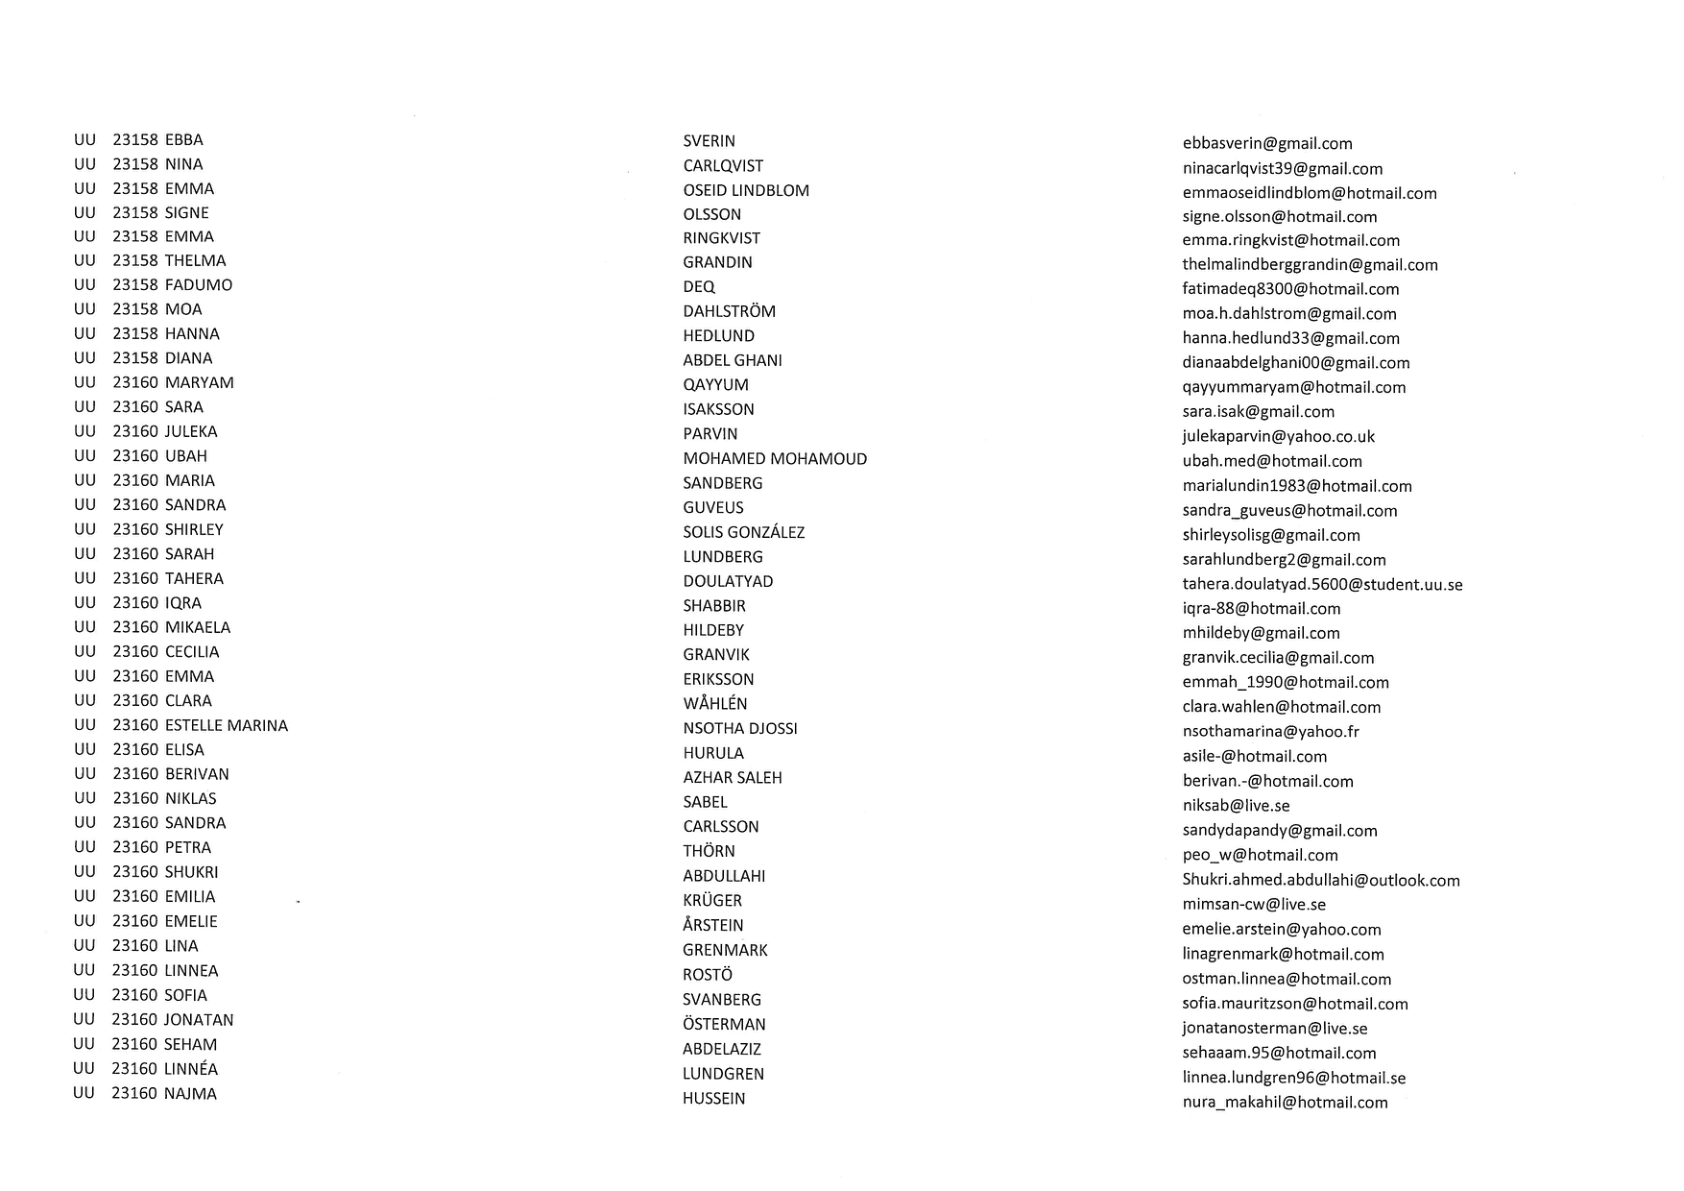 UU 23158 EBBA SVERIN ebbasverin@gmail.com
UU 23158 NINA CARLQVIST ninacarlqvist39@gmail.com
UU 23158 EMMA OSEID LINDBLOM emmaoseidlindblom@hotmail.com
UU 23158 SIGNE OLSSON signe.olsson@hotmail.com
UU 23158 EMMA RINGKVIST emma.ringkvist@hotmail.com
UU 23158 THELMA GRANDIN thelmalindberggrandin@gmail.com
UU 23158 FADUMO DEQ fatimadeq8300@hotmail.com
UU 23158 MOA DAHLSTRÖM moa.h.dahlstrom@gmail.com
UU 23158 HANNA HEDLUND hanna.hedlund33@gmail.com
UU 23158 DIANA ABDEL GHANI dianaabdelghani00@gmail.com
UU 23160 MARYAM QAYYUM qayyummaryam@hotmail.com
UU 23160 SARA ISAKSSON sara.isak@gmail.com
UU 23160 JULEKA PARVIN julekaparvin@yahoo.co.uk
UU 23160 UBAH MOHAMED MOHAMOUD ubah.med@hotmail.com
UU 23160 MARIA SANDBERG marialundin1983@hotmail.com
UU 23160 SANDRA GUVEUS sandra_guveus@hotmail.com
UU 23160 SHIRLEY SOLIS GONZÁLEZ shirleysolisg@gmail.com
UU 23160 SARAH LUNDBERG sarahlundberg2@gmail.com
UU 23160 TAHERA DOULATYAD tahera.doulatyad.5600@student.uu.se
UU 23160 IQRA SHABBIR iqra-88@hotmail.com
UU 23160 MIKAELA HILDEBY mhildeby@gmail.com
UU 23160 CECILIA GRANVIK granvik.cecilia@gmail.com
UU 23160 EMMA ERIKSSON emmah_1990@hotmail.com
UU 23160 CLARA WÅHLÉN clara.wahlen@hotmail.com
UU 23160 ESTELLE MARINA NSOTHA DJOSSI nsothamarina@yahoo.fr
UU 23160 ELISA HURULA asile-@hotmail.com
UU 23160 BERIVAN AZHAR SALEH berivan.-@hotmail.com
UU 23160 NIKLAS SABEL niksab@live.se
UU 23160 SANDRA CARLSSON sandydapandy@gmail.com
UU 23160 PETRA THÖRN peo_w@hotmail.com
UU 23160 SHUKRI ABDULLAHI Shukri.ahmed.abdullahi@outlook.com
UU 23160 EMILIA KRÜGER mimsan-cw@live.se
UU 23160 EMELIE ÅRSTEIN emelie.arstein@yahoo.com
UU 23160 LINA GRENMARK linagrenmark@hotmail.com
UU 23160 LINNEA ROSTÖ ostman.linnea@hotmail.com
UU 23160 SOFIA SVANBERG sofia.mauritzson@hotmail.com
UU 23160 JONATAN ÖSTERMAN jonatanosterman@live.se
UU 23160 SEHAM ABDELAZIZ sehaaam.95@hotmail.com
UU 23160 LINNÉA LUNDGREN linnea.lundgren96@hotmail.se
UU 23160 NAJMA HUSSEIN nura_makahil@hotmail.com